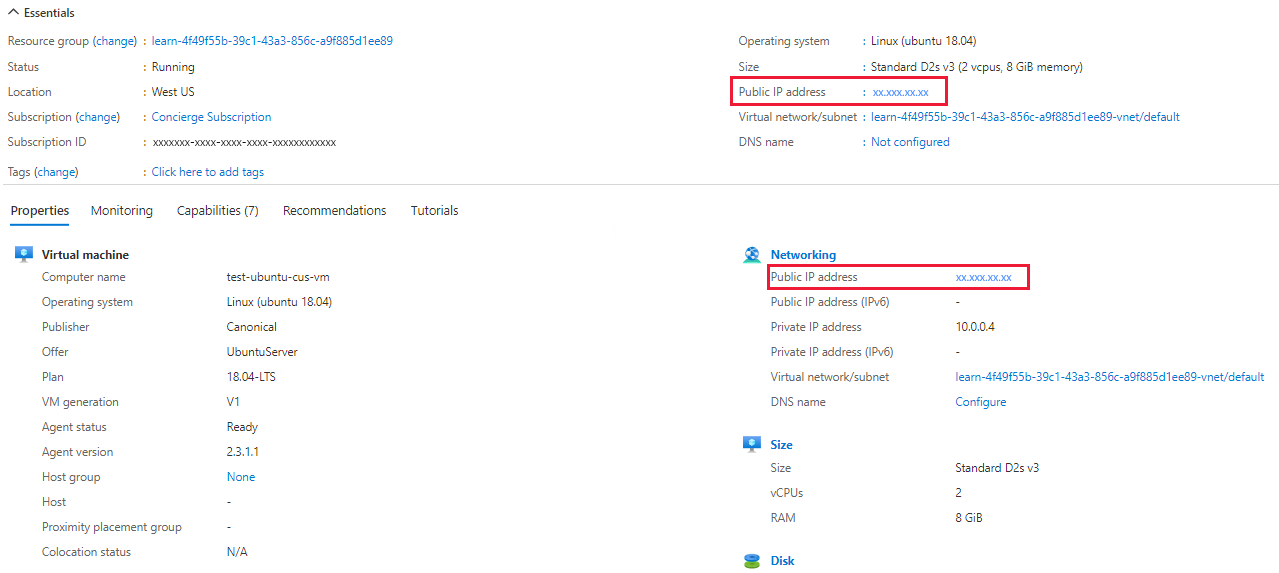 Essentials
Resource group (change) : learn-4f49f55b-39c1-43a3-856c-a9f885d1ee89
Operating system : Linux (ubuntu 18.04)
Status : Running
Size : Standard D2s v3 (2 vcpus, 8 GiB memory)
Location : West US
Public IP address : xx.xxx.xx.xx
Subscription (change) : Concierge Subscription
Virtual network/subnet : learn-4f49f55b-39c1-43a3-856c-a9f885d1ee89-vnet/default
Subscription ID : xxxxxxx-xxxx-xxxx-xxxx-xxxxxxxxxxxx
DNS name : Not configured
Tags (change) : Click here to add tags
Properties Monitoring Capabilities (7) Recommendations Tutorials
Virtual machine
Computer name test-ubuntu-cus-vm
Operating system Linux (ubuntu 18.04)
Publisher Canonical
Offer UbuntuServer
Plan 18.04-LTS
VM generation V1
Agent status Ready
Agent version 2.3.1.1
Host group None
Host -
Proximity placement group -
Colocation status N/A
Networking
Public IP address xx.xxx.xx.xx
Public IP address (IPv6) -
Private IP address 10.0.0.4
Private IP address (IPv6) -
Virtual network/subnet learn-4f49f55b-39c1-43a3-856c-a9f885d1ee89-vnet/default
DNS name Configure
Size
Size Standard D2s v3
vCPUs 2
RAM 8 GiB
Disk